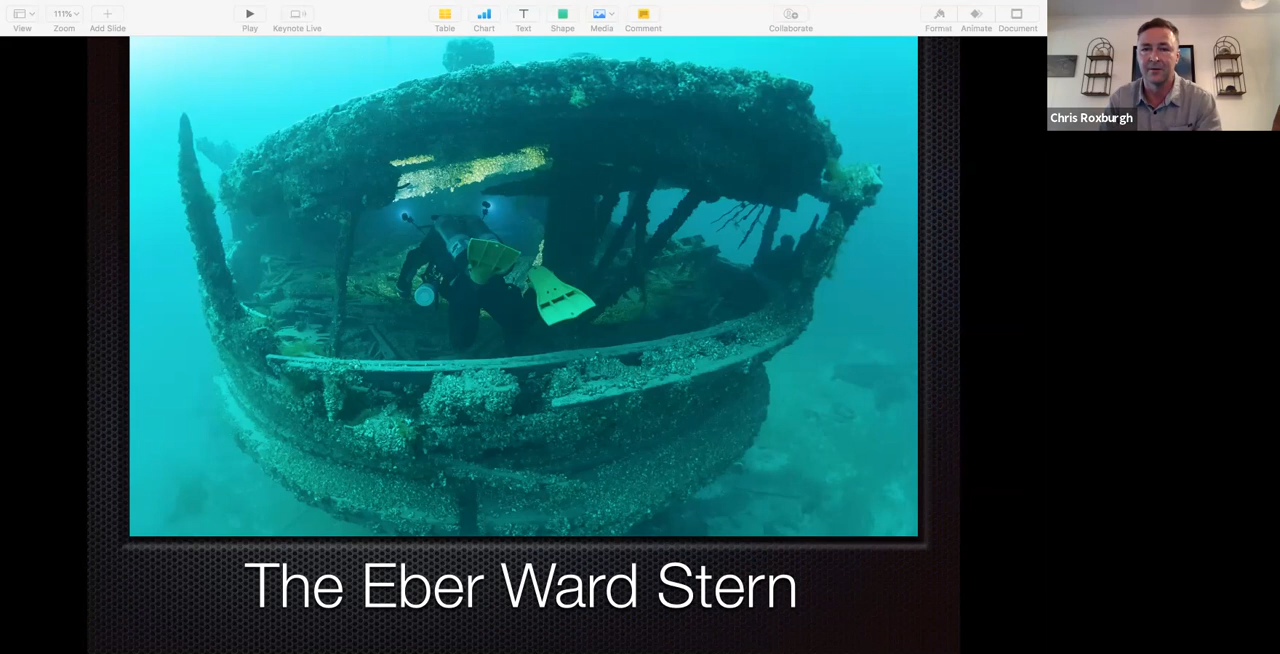 111%
View
Zoom
Add Slide
Play
Keynote Live
Table
Chart
Text
Shape
Media
Comment
Collaborate
Format
Animate
Document
Chris Roxburgh
The Eber Ward Stern